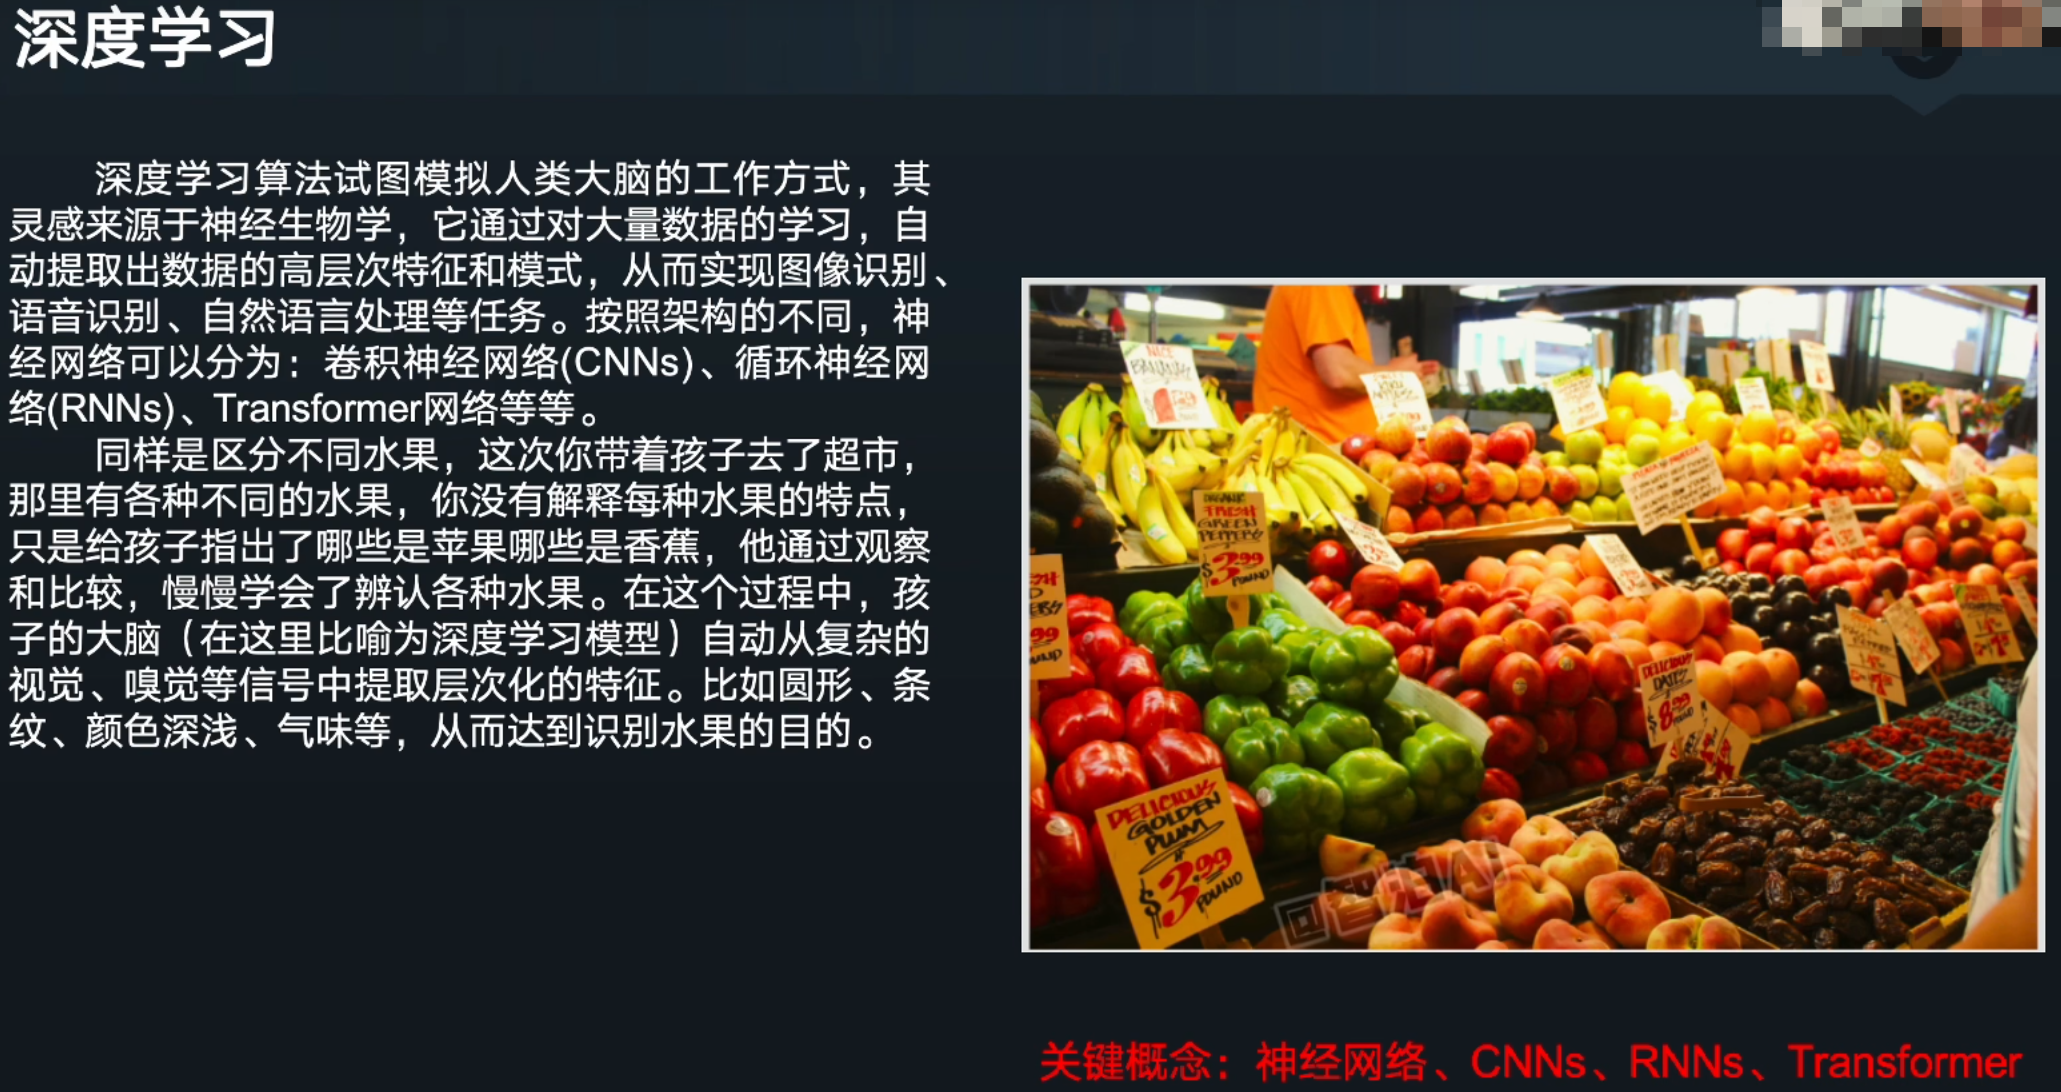 深度学习
深度学习算法试图模拟人类大脑的工作方式，其
灵感来源于神经生物学，它通过对大量数据的学习，自
动提取出数据的高层次特征和模式，从而实现图像识别、
语音识别、自然语言处理等任务。按照架构的不同，神
经网络可以分为：卷积神经网络(CNNs)、循环神经网
络(RNNs)、Transformer网络等等。
同样是区分不同水果，这次你带着孩子去了超市，
那里有各种不同的水果，你没有解释每种水果的特点，
只是给孩子指出了哪些是苹果哪些是香蕉，他通过观察
和比较，慢慢学会了辨认各种水果。在这个过程中，孩
子的大脑（在这里比喻为深度学习模型）自动从复杂的
视觉、嗅觉等信号中提取层次化的特征。比如圆形、条
纹、颜色深浅、气味等，从而达到识别水果的目的。
NICE
BANANAS
ORGANIC
FRESH
GREEN
PEPPERS
$3.99
POUND
DELICIOUS
DATES
$8.99
DELICIOUS
GOLDEN
PLUM
$3.99
POUND
关键概念：神经网络、CNNs、RNNs、Transformer